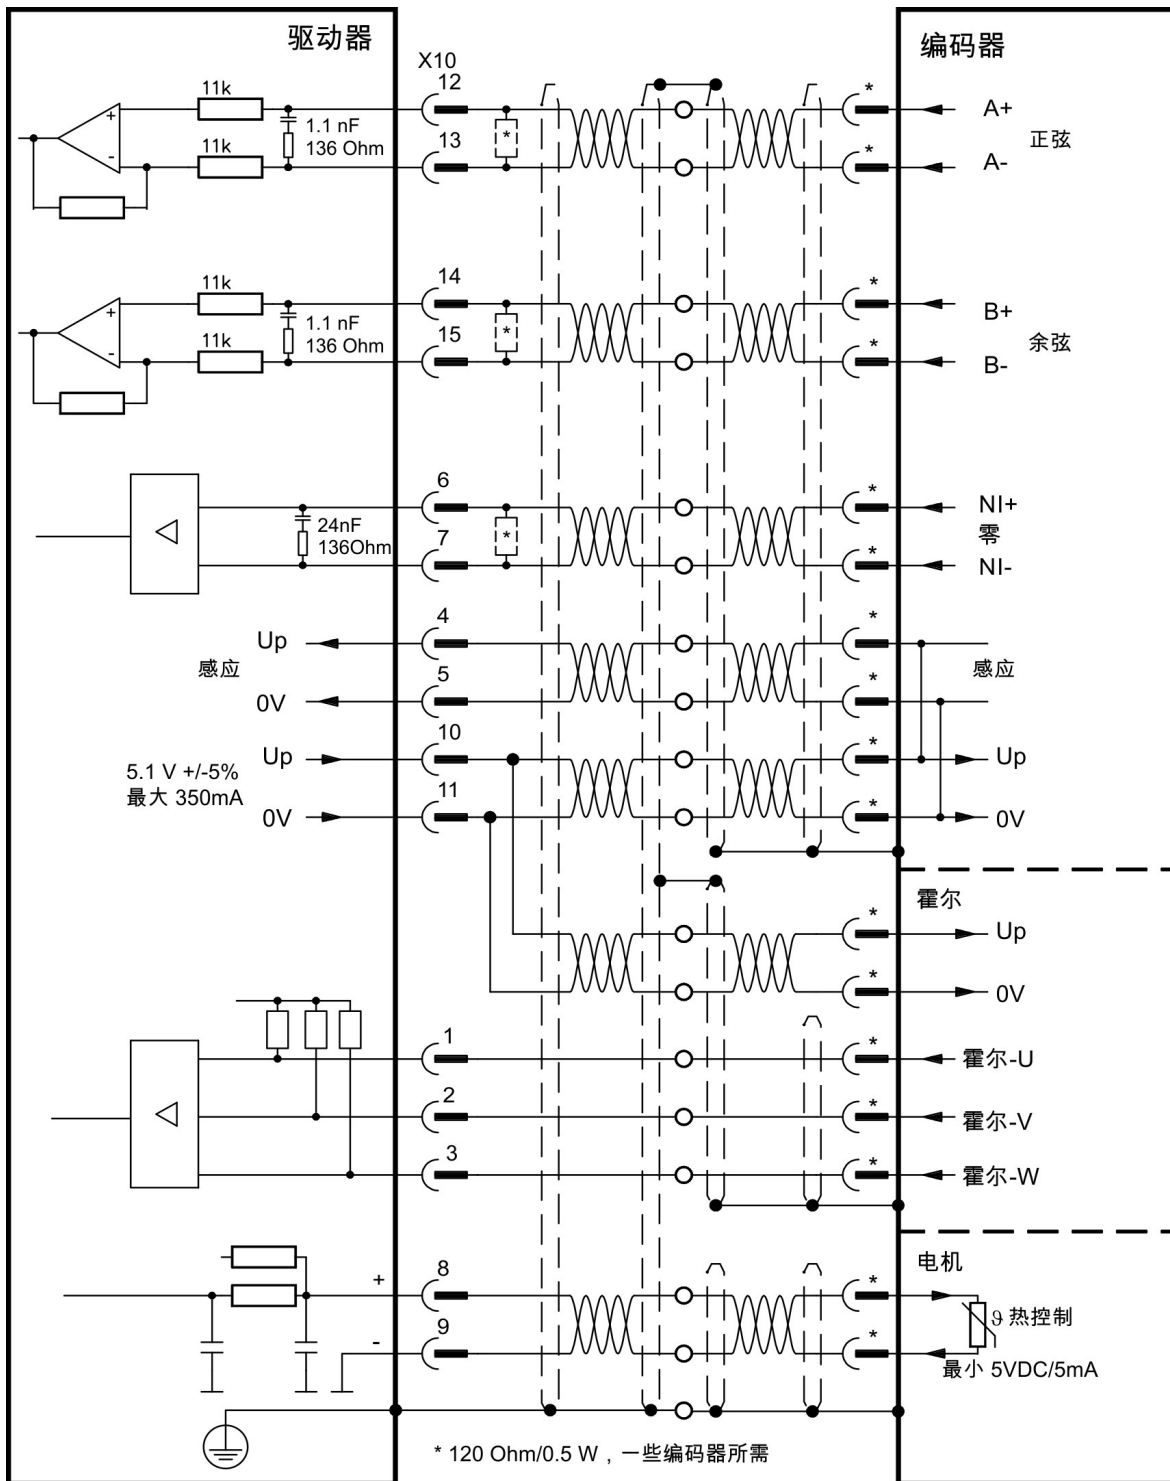 驱动器
编码器
X10
11k
12
*
A+
+
1.1 nF
*
正弦
-
11k
136 Ohm
13
*
A-
11k
14
*
B+
+
1.1 nF
*
余弦
-
11k
136 Ohm
15
*
B-
6
*
NI+
24nF
*
零
136Ohm
7
*
NI-
Up
4
*
感应
感应
0V
5
*
5.1 V +/-5%
最大 350mA
Up
10
*
Up
0V
11
*
0V
霍尔
*
Up
*
0V
1
*
霍尔-U
2
*
霍尔-V
3
*
霍尔-W
电机
+
8
*
ϑ 热控制
-
9
*
最小 5VDC/5mA
* 120 Ohm/0.5 W，一些编码器所需